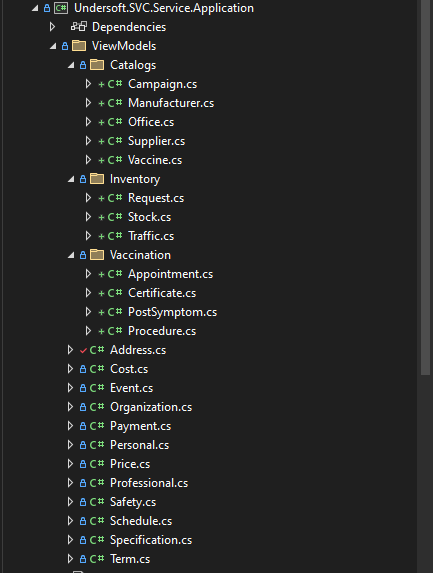 C# Undersoft.SVC.Service.Application
Dependencies
ViewModels
Catalogs
+ C# Campaign.cs
+ C# Manufacturer.cs
+ C# Office.cs
+ C# Supplier.cs
+ C# Vaccine.cs
Inventory
+ C# Request.cs
+ C# Stock.cs
+ C# Traffic.cs
Vaccination
+ C# Appointment.cs
+ C# Certificate.cs
+ C# PostSymptom.cs
+ C# Procedure.cs
C# Address.cs
C# Cost.cs
C# Event.cs
C# Organization.cs
C# Payment.cs
C# Personal.cs
C# Price.cs
C# Professional.cs
C# Safety.cs
C# Schedule.cs
C# Specification.cs
C# Term.cs